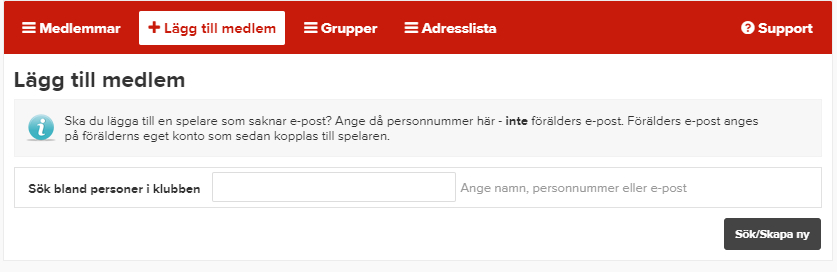 Medlemmar Lägg till medlem Grupper Adresslista Support
Lägg till medlem
Ska du lägga till en spelare som saknar e-post? Ange då personnummer här - inte förälders e-post. Förälders e-post anges
på förälderns eget konto som sedan kopplas till spelaren.
Sök bland personer i klubben Ange namn, personnummer eller e-post
Sök/Skapa ny